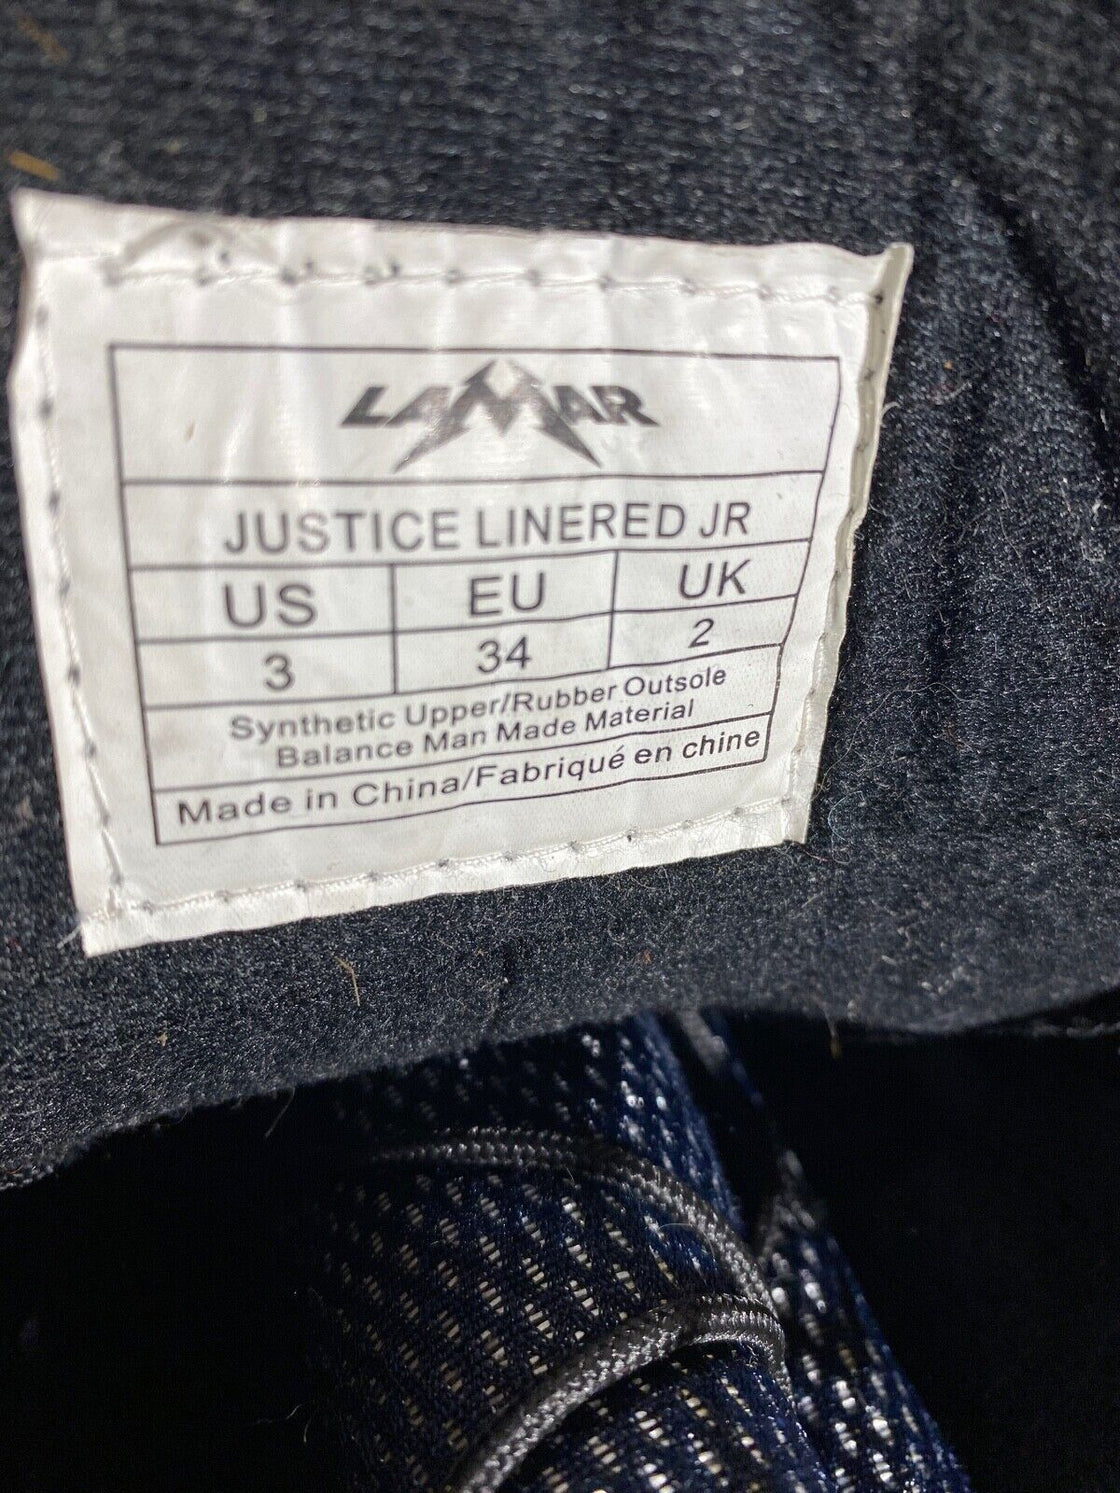 LAMAR
JUSTICE LINERED JR
US EU UK
3 34 2
Synthetic Upper/Rubber Outsole
Balance Man Made Material
Made in China/Fabriqué en chine